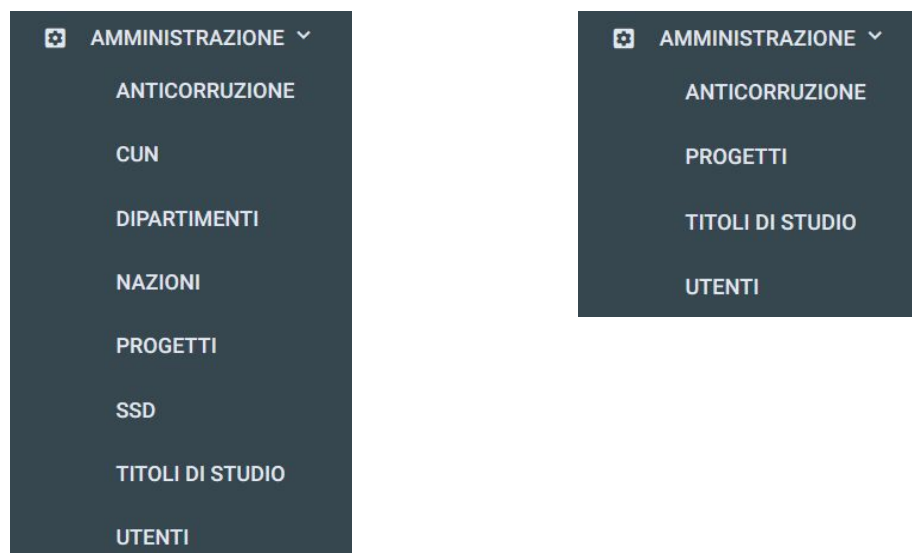 AMMINISTRAZIONE
ANTICORRUZIONE
CUN
DIPARTIMENTI
NAZIONI
PROGETTI
SSD
TITOLI DI STUDIO
UTENTI
AMMINISTRAZIONE
ANTICORRUZIONE
PROGETTI
TITOLI DI STUDIO
UTENTI